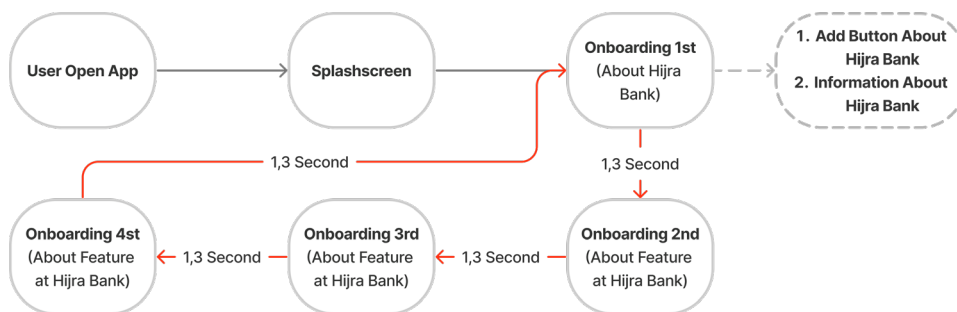 User Open App
Splashscreen
Onboarding 1st
(About Hijra
Bank)
1. Add Button About
Hijra Bank
2. Information About
Hijra Bank
1,3 Second
1,3 Second
Onboarding 4st
(About Feature
at Hijra Bank)
1,3 Second
Onboarding 3rd
(About Feature
at Hijra Bank)
1,3 Second
Onboarding 2nd
(About Feature
at Hijra Bank)